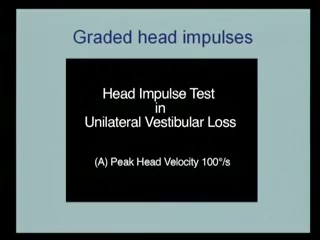 Graded head impulses
Head Impulse Test
in
Unilateral Vestibular Loss
(A) Peak Head Velocity 100°/s